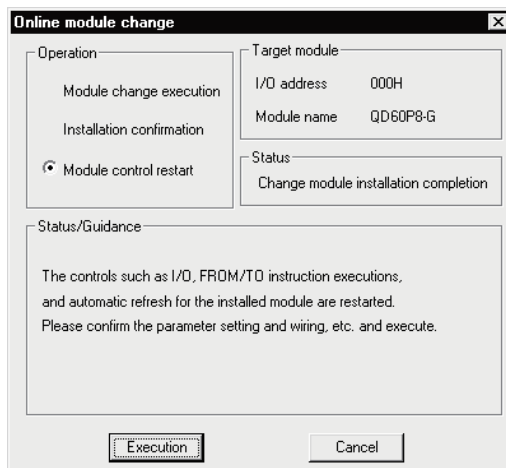 Online module change
Operation
Module change execution
Installation confirmation
Module control restart
Target module
I/O address 000H
Module name QD60P8-G
Status
Change module installation completion
Status/Guidance
The controls such as I/O, FROM/TO instruction executions,
and automatic refresh for the installed module are restarted.
Please confirm the parameter setting and wiring, etc. and execute.
Execution Cancel